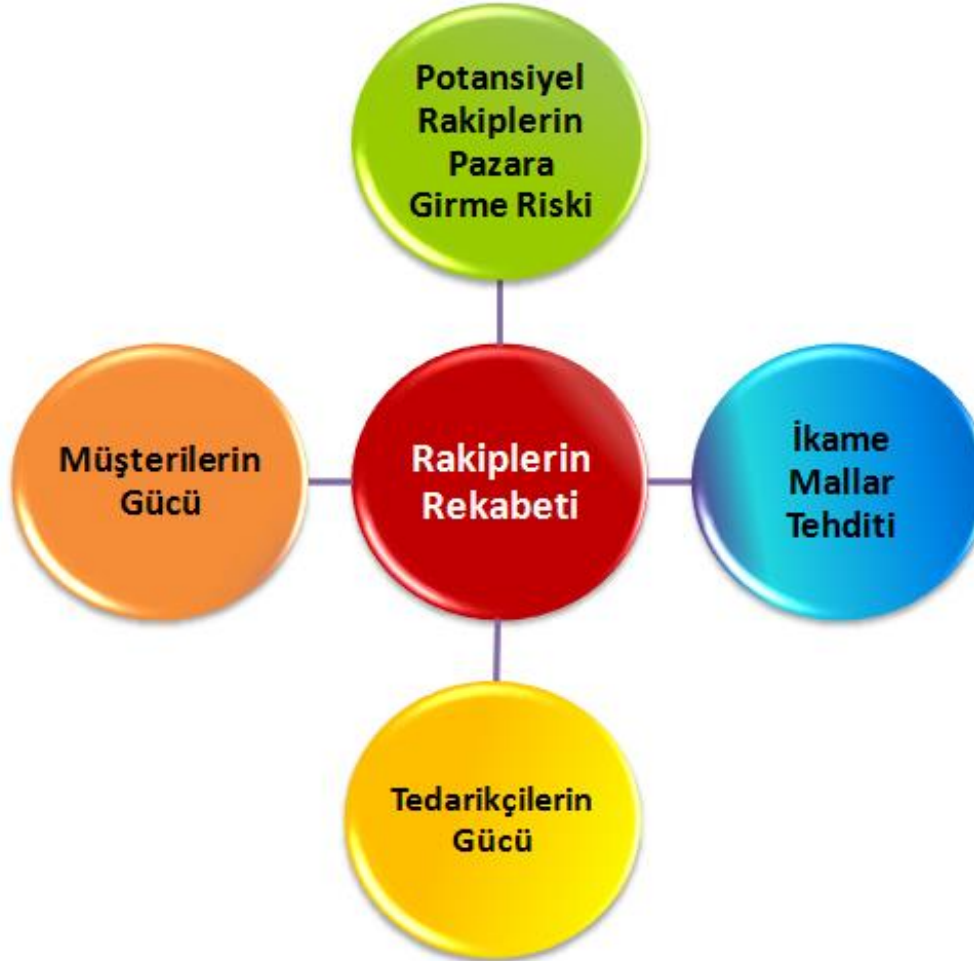 Potansiyel
Rakiplerin
Pazara
Girme Riski
Müşterilerin
Gücü
Rakiplerin
Rekabeti
İkame
Mallar
Tehditi
Tedarikçilerin
Gücü